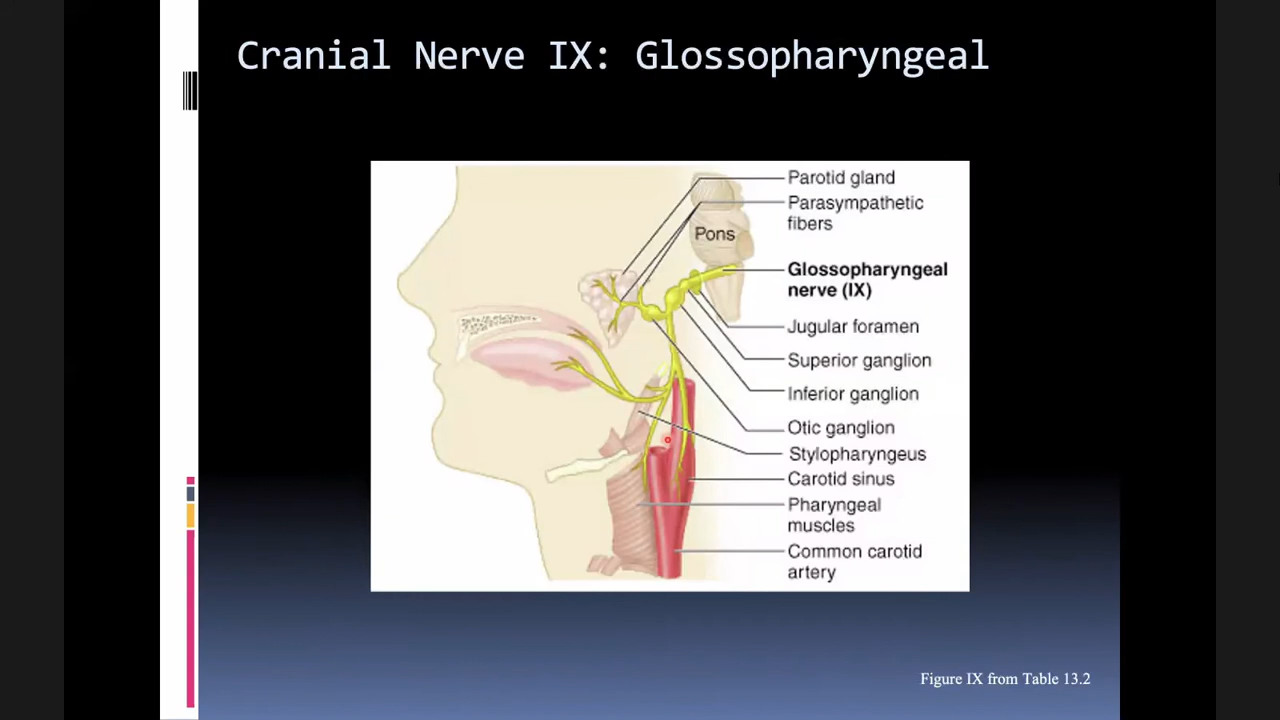 Cranial Nerve IX: Glossopharyngeal
Parotid gland
Parasympathetic
fibers
Pons
Glossopharyngeal
nerve (IX)
Jugular foramen
Superior ganglion
Inferior ganglion
Otic ganglion
Stylopharyngeus
Carotid sinus
Pharyngeal
muscles
Common carotid
artery
Figure IX from Table 13.2